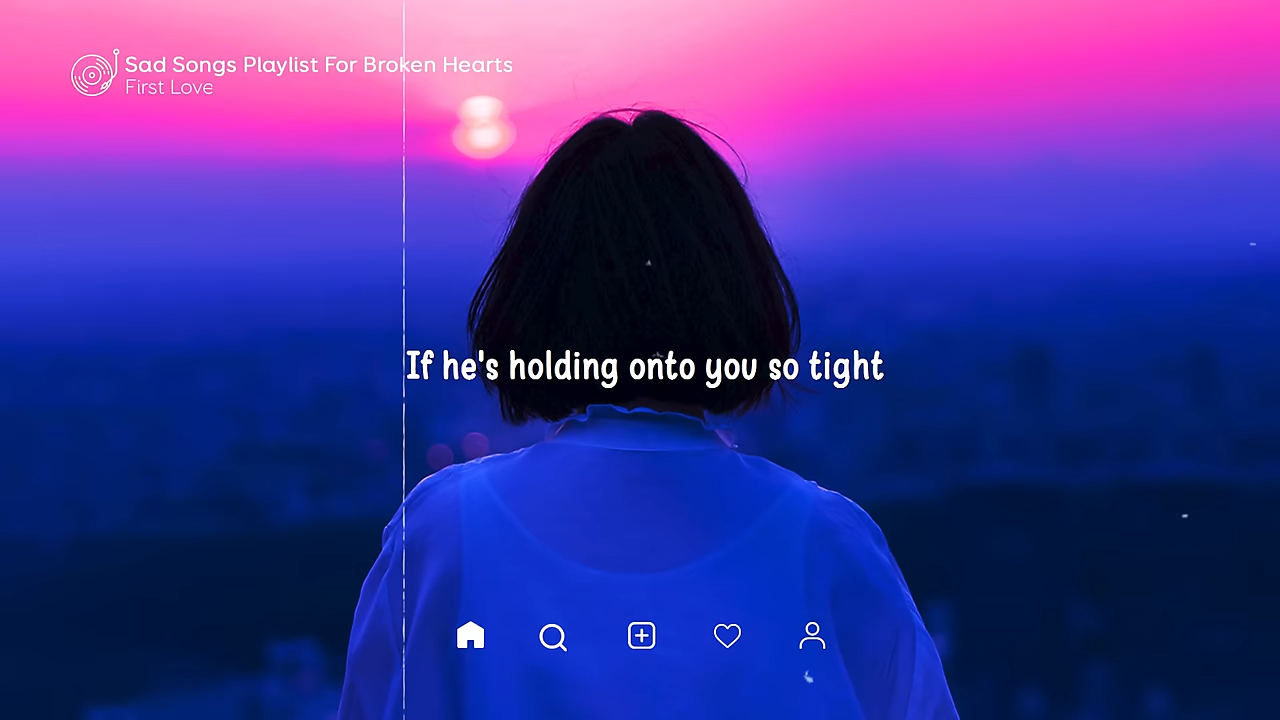 Sad Songs Playlist For Broken Hearts
First Love
If he's holding onto you so tight